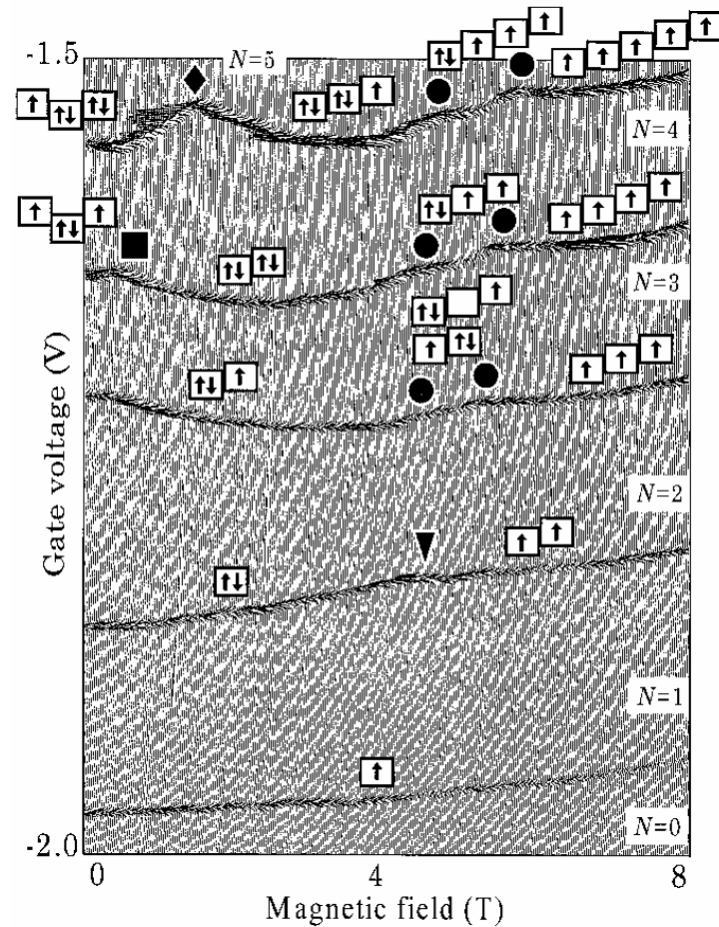 -1.5
N=5
N=4
N=3
N=2
N=1
N=0
-2.0
0 4 8
Gate voltage (V)
Magnetic field (T)